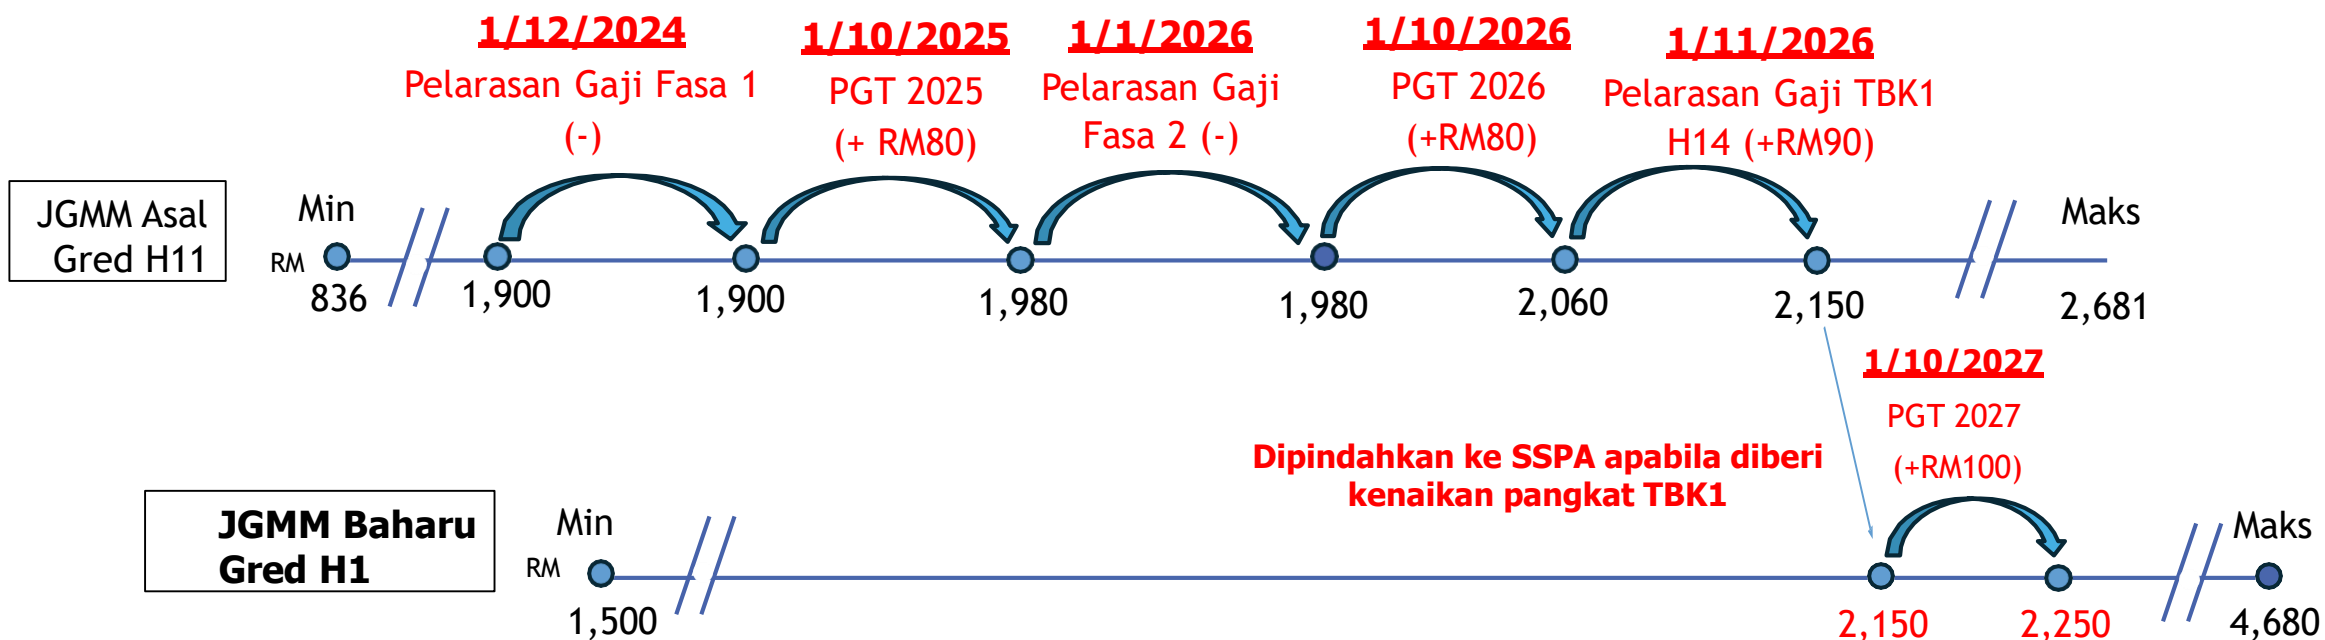 1/12/2024
Pelarasan Gaji Fasa 1
(-)
1/10/2025
PGT 2025
(+ RM80)
1/1/2026
Pelarasan Gaji
Fasa 2 (-)
1/10/2026
PGT 2026
(+RM80)
1/11/2026
Pelarasan Gaji TBK1
H14 (+RM90)
JGMM Asal
Gred H11
Min
Maks
RM
836
1,900
1,900
1,980
1,980
2,060
2,150
2,681
1/10/2027
PGT 2027
(+RM100)
Dipindahkan ke SSPA apabila diberi
kenaikan pangkat TBK1
JGMM Baharu
Gred H1
Min
Maks
RM
1,500
2,150
2,250
4,680